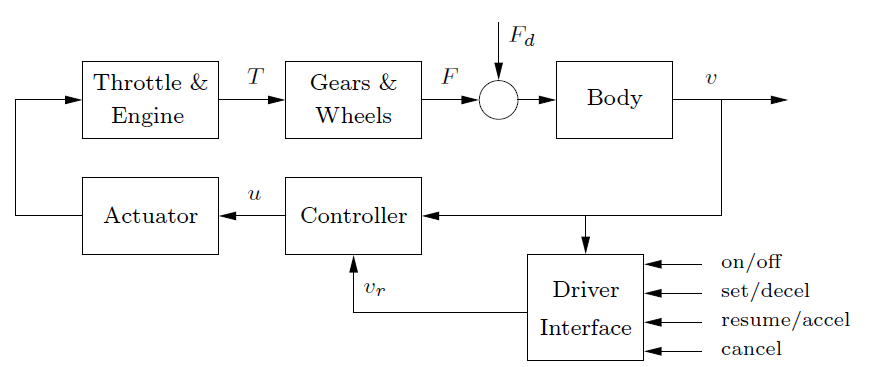 F_d
Throttle &
Engine
T
Gears &
Wheels
F
Body
v
Actuator
u
Controller
v_r
Driver
Interface
on/off
set/decel
resume/accel
cancel